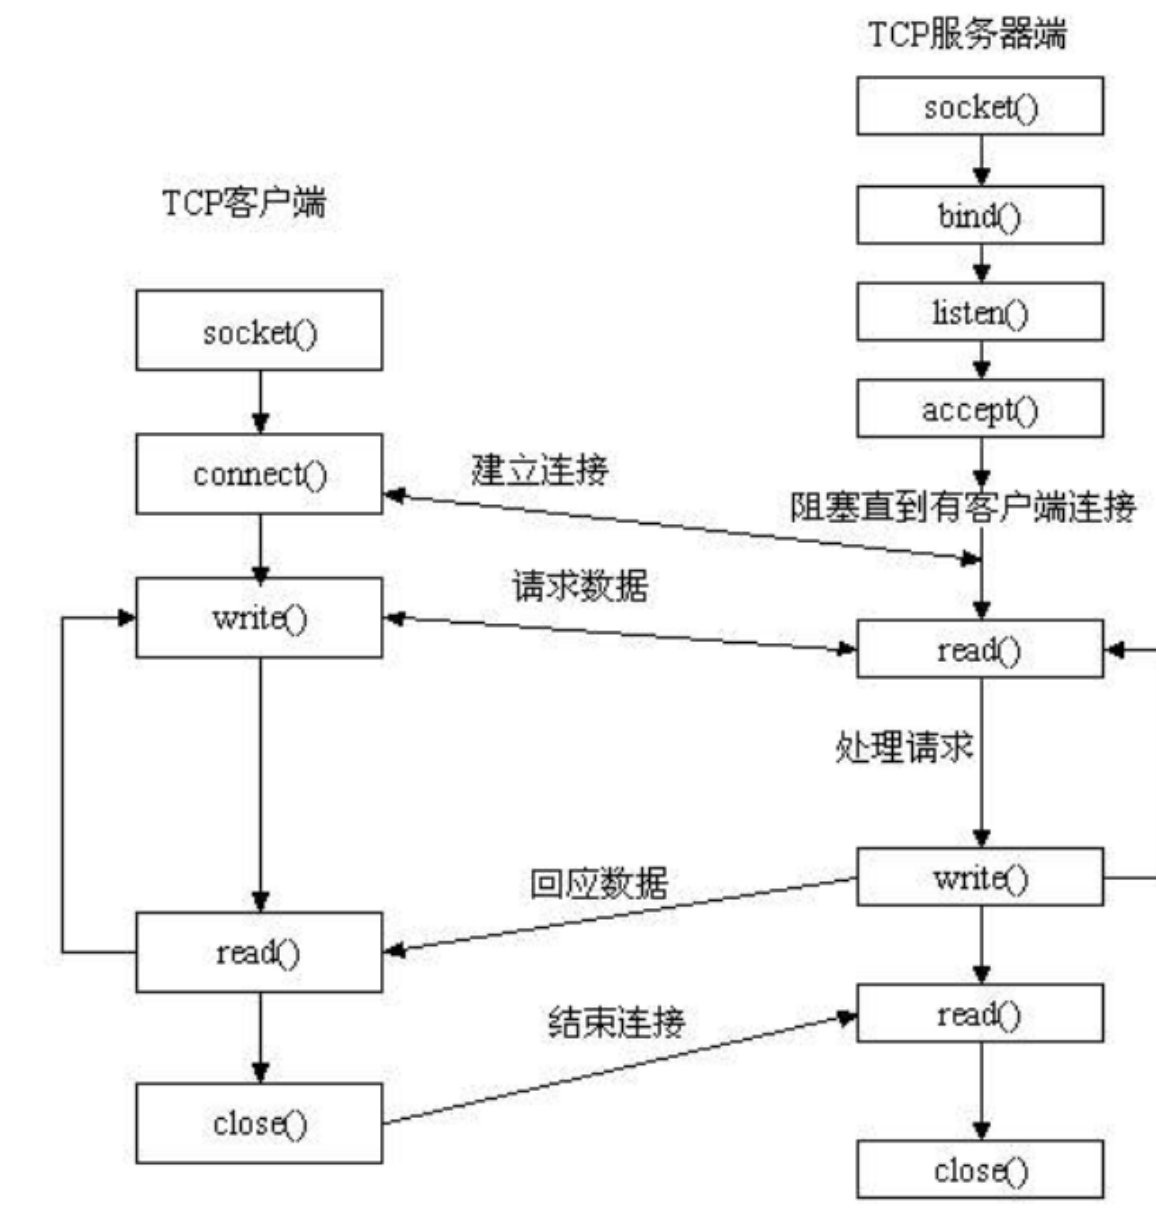 TCP服务器端
socket()
bind()
listen()
accept()
TCP客户端
socket()
connect()
建立连接
阻塞直到有客户端连接
write()
请求数据
read()
处理请求
回应数据
write()
read()
结束连接
read()
close()
close()